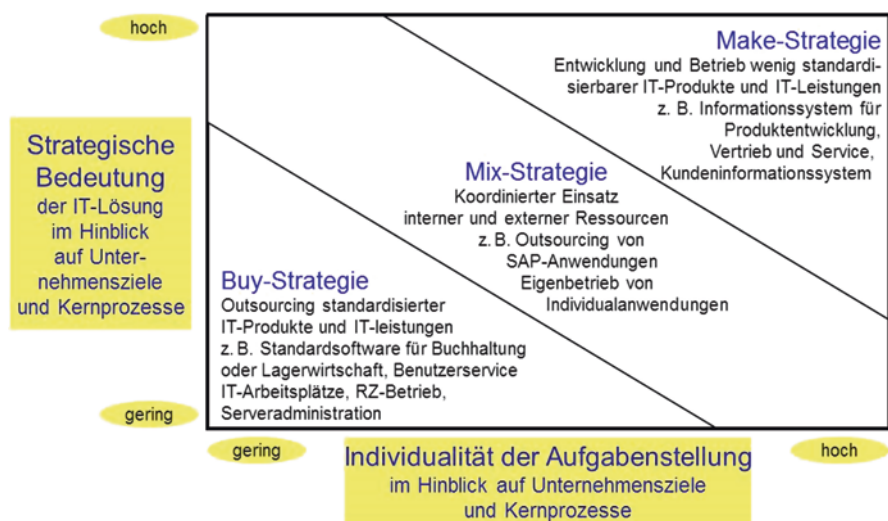 hoch
Strategische
Bedeutung
der IT-Lösung
im Hinblick
auf Unter-
nehmensziele
und Kernprozesse
gering
Make-Strategie
Entwicklung und Betrieb wenig standardi-
sierbarer IT-Produkte und IT-Leistungen
z. B. Informationssystem für
Produktentwicklung,
Vertrieb und Service,
Kundeninformationssystem
Mix-Strategie
Koordinierter Einsatz
interner und externer Ressourcen
z. B. Outsourcing von
SAP-Anwendungen
Eigenbetrieb von
Individualanwendungen
Buy-Strategie
Outsourcing standardisierter
IT-Produkte und IT-leistungen
z. B. Standardsoftware für Buchhaltung
oder Lagerwirtschaft, Benutzerservice
IT-Arbeitsplätze, RZ-Betrieb,
Serveradministration
gering
Individualität der Aufgabenstellung
im Hinblick auf Unternehmensziele
und Kernprozesse
hoch